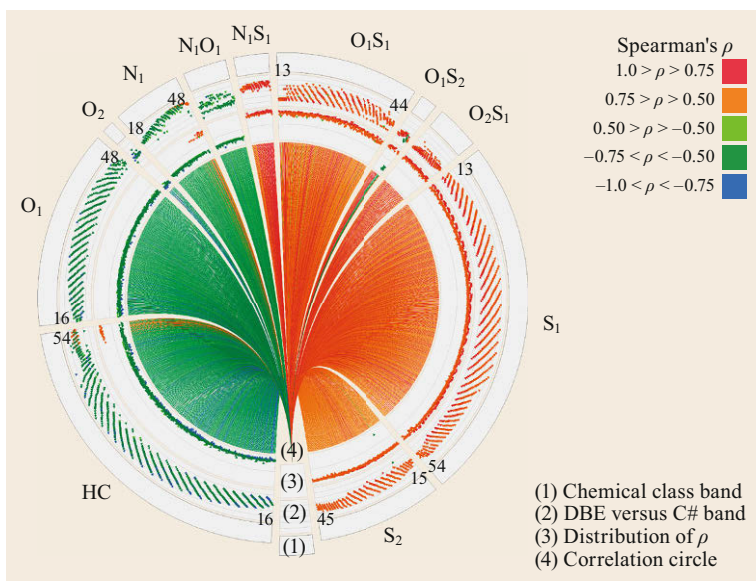 O₁S₁
N₁S₁
N₁O₁
N₁
O₂
O₁
O₁S₂
O₂S₁
S₁
S₂
HC
13
44
13
48
18
48
16
54
16
45
15
54
(4)
(3)
(2)
(1)
Spearman's ρ
1.0 > ρ > 0.75
0.75 > ρ > 0.50
0.50 > ρ > −0.50
−0.75 < ρ < −0.50
−1.0 < ρ < −0.75
(1) Chemical class band
(2) DBE versus C# band
(3) Distribution of ρ
(4) Correlation circle